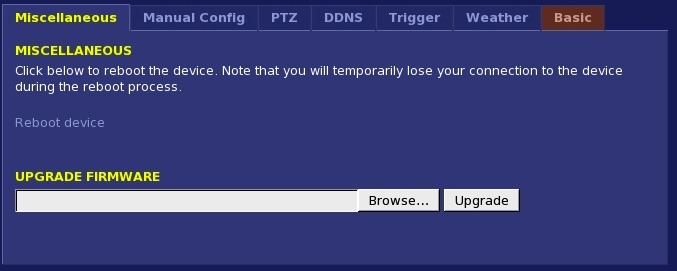 Miscellaneous Manual Config PTZ DDNS Trigger Weather Basic
MISCELLANEOUS
Click below to reboot the device. Note that you will temporarily lose your connection to the device
during the reboot process.
Reboot device
UPGRADE FIRMWARE
Browse... Upgrade